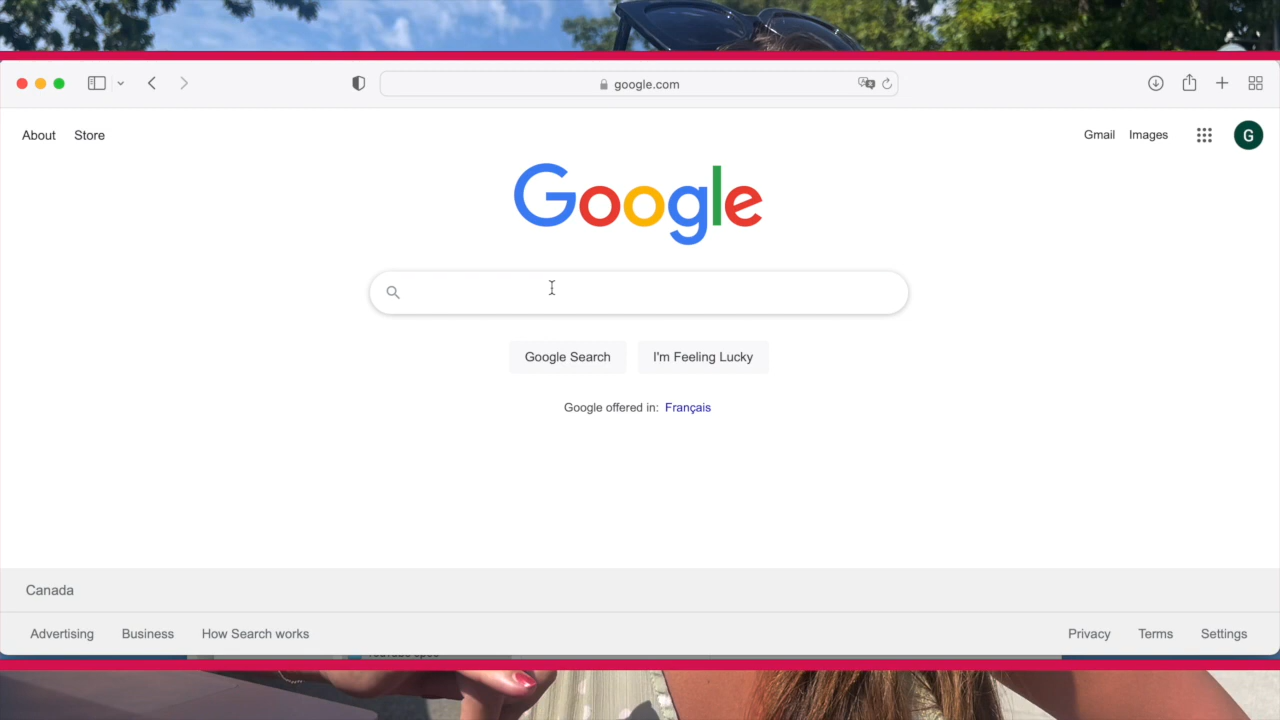 google.com
About Store Gmail Images G
Google
Google Search I'm Feeling Lucky
Google offered in: Français
Canada
Advertising Business How Search works Privacy Terms Settings